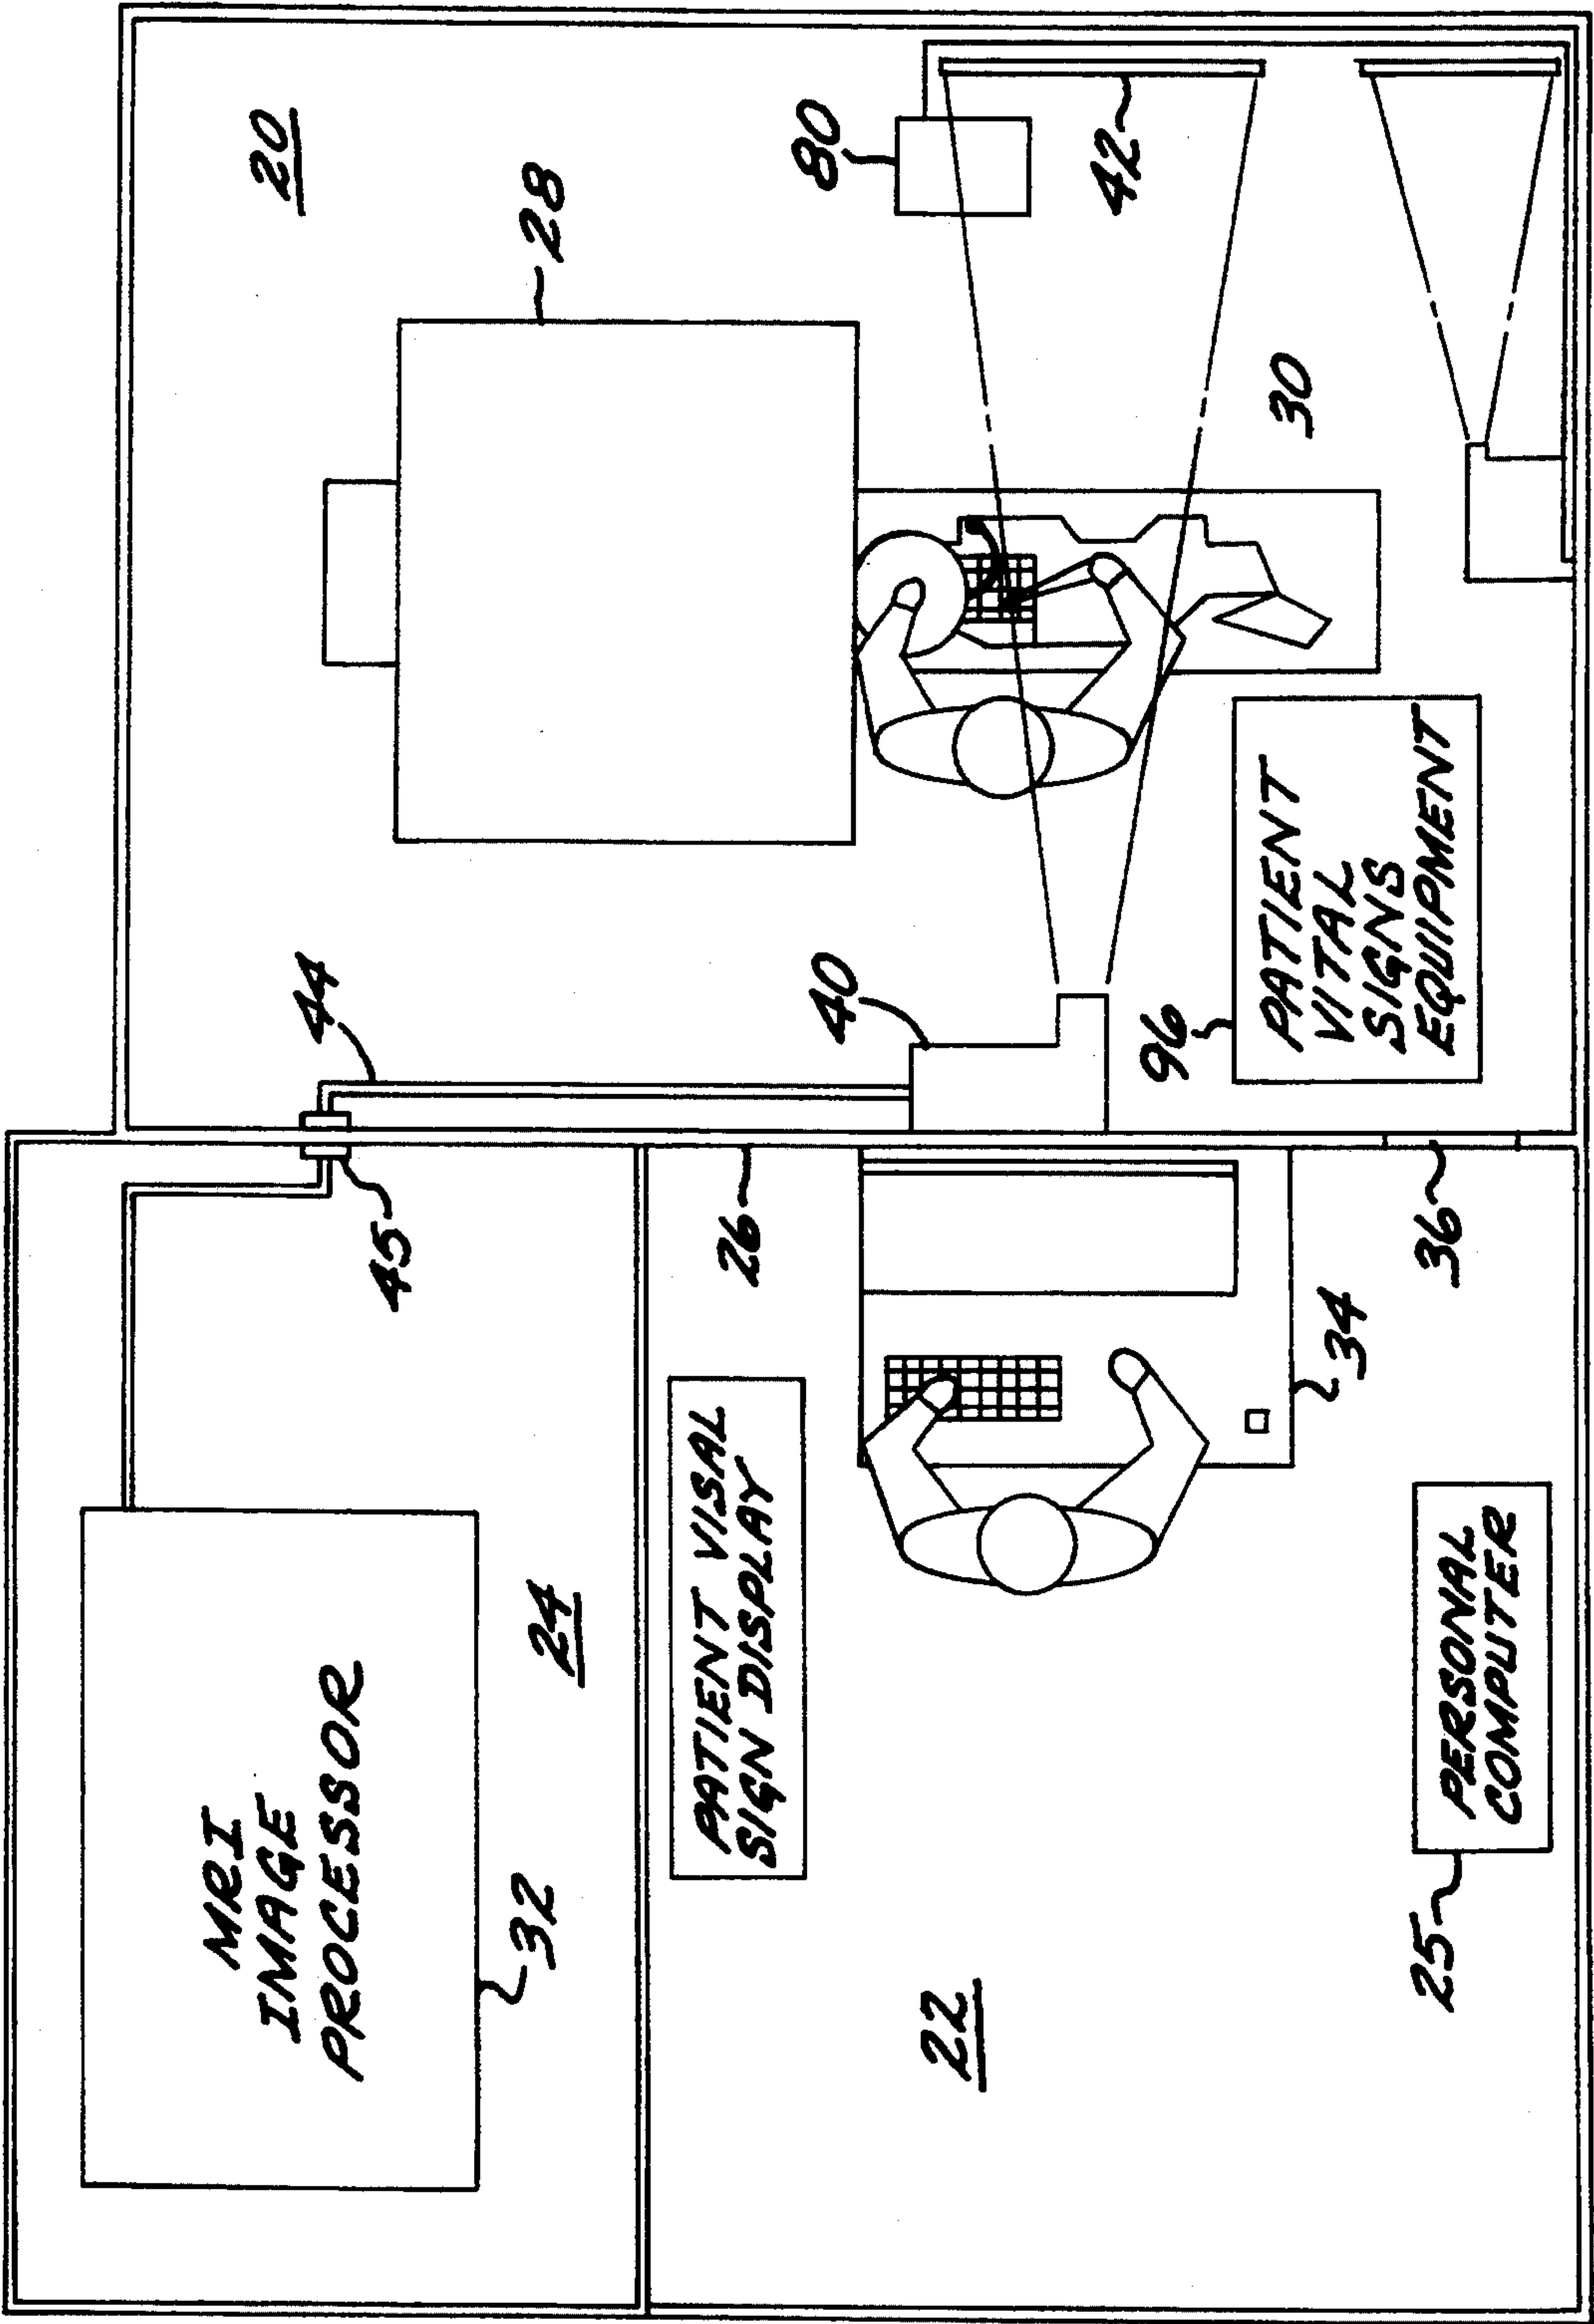 MRI
IMAGE
PROCESSOR
32
24
45
44
20
28
PATIENT VISAL
SIGN DISPLAY
26
34
36
22
25
PERSONAL
COMPUTER
40
80
42
30
96
PATIENT
VITAL
SIGNS
EQUIPMENT